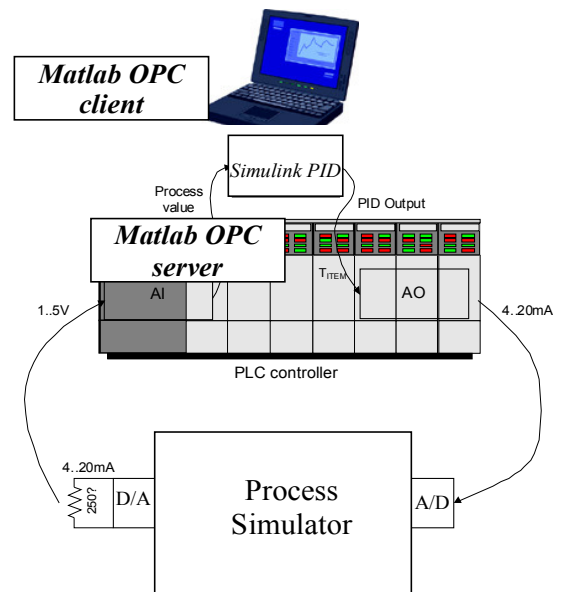 Matlab OPC
client
Simulink PID
Process
value
PID Output
Matlab OPC
server
TITEM
AI
AO
1..5V
4..20mA
PLC controller
4..20mA
250?
D/A
Process
Simulator
A/D